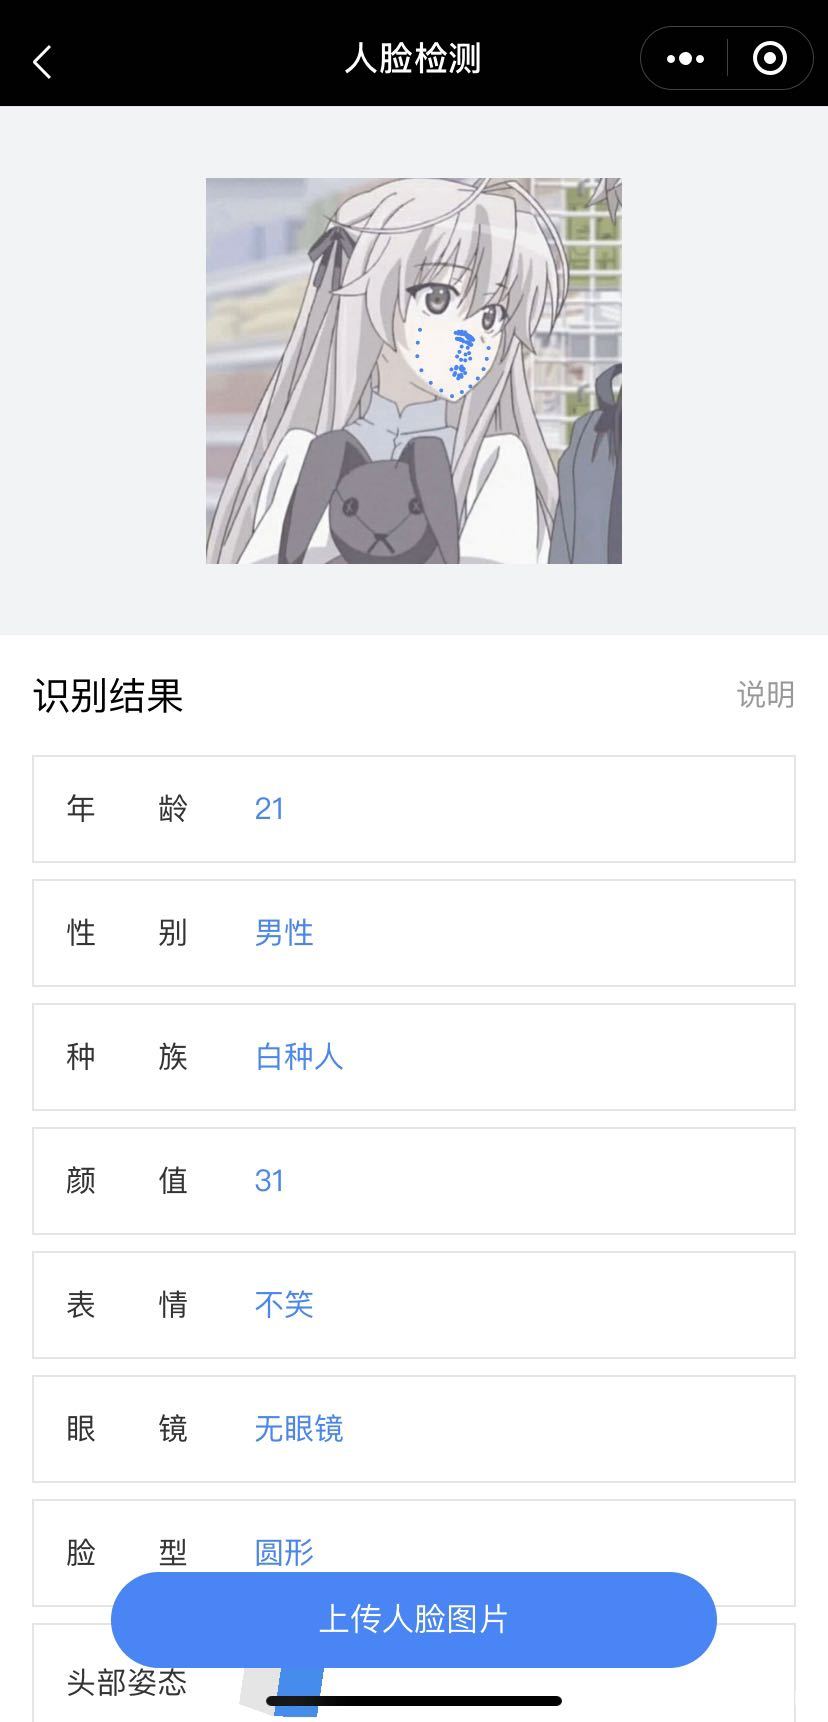 人脸检测
识别结果
说明
年 龄 21
性 别 男性
种 族 白种人
颜 值 31
表 情 不笑
眼 镜 无眼镜
脸 型 圆形
上传人脸图片
头部姿态